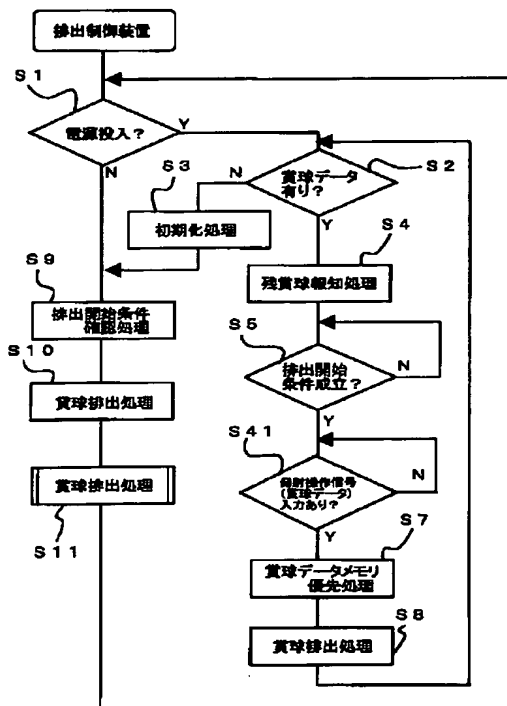 排出制御装置
S1
電源投入?
Y
N
S2
賞球データ
有り?
N
Y
S3
初期化処理
S4
残賞球報知処理
S5
排出開始
条件成立?
N
Y
S41
発射操作信号
(賞球データ)
入力あり?
N
Y
S7
賞球データメモリ
優先処理
S8
賞球排出処理
S9
排出開始条件
確認処理
S10
賞球排出処理
賞球排出処理
S11